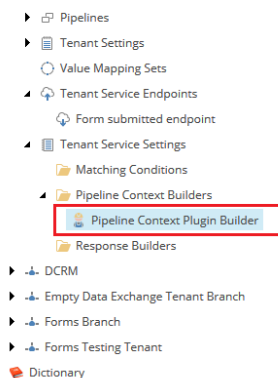 Pipelines
Tenant Settings
Value Mapping Sets
Tenant Service Endpoints
Form submitted endpoint
Tenant Service Settings
Matching Conditions
Pipeline Context Builders
Pipeline Context Plugin Builder
Response Builders
DCRM
Empty Data Exchange Tenant Branch
Forms Branch
Forms Testing Tenant
Dictionary